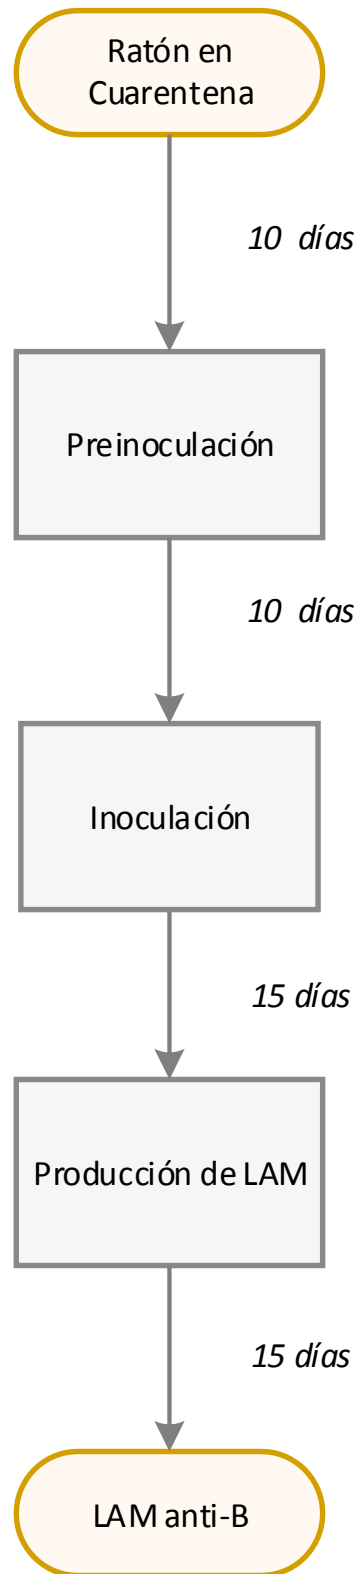 Ratón en
Cuarentena
10 días
Preinoculación
10 días
Inoculación
15 días
Producción de LAM
15 días
LAM anti-B